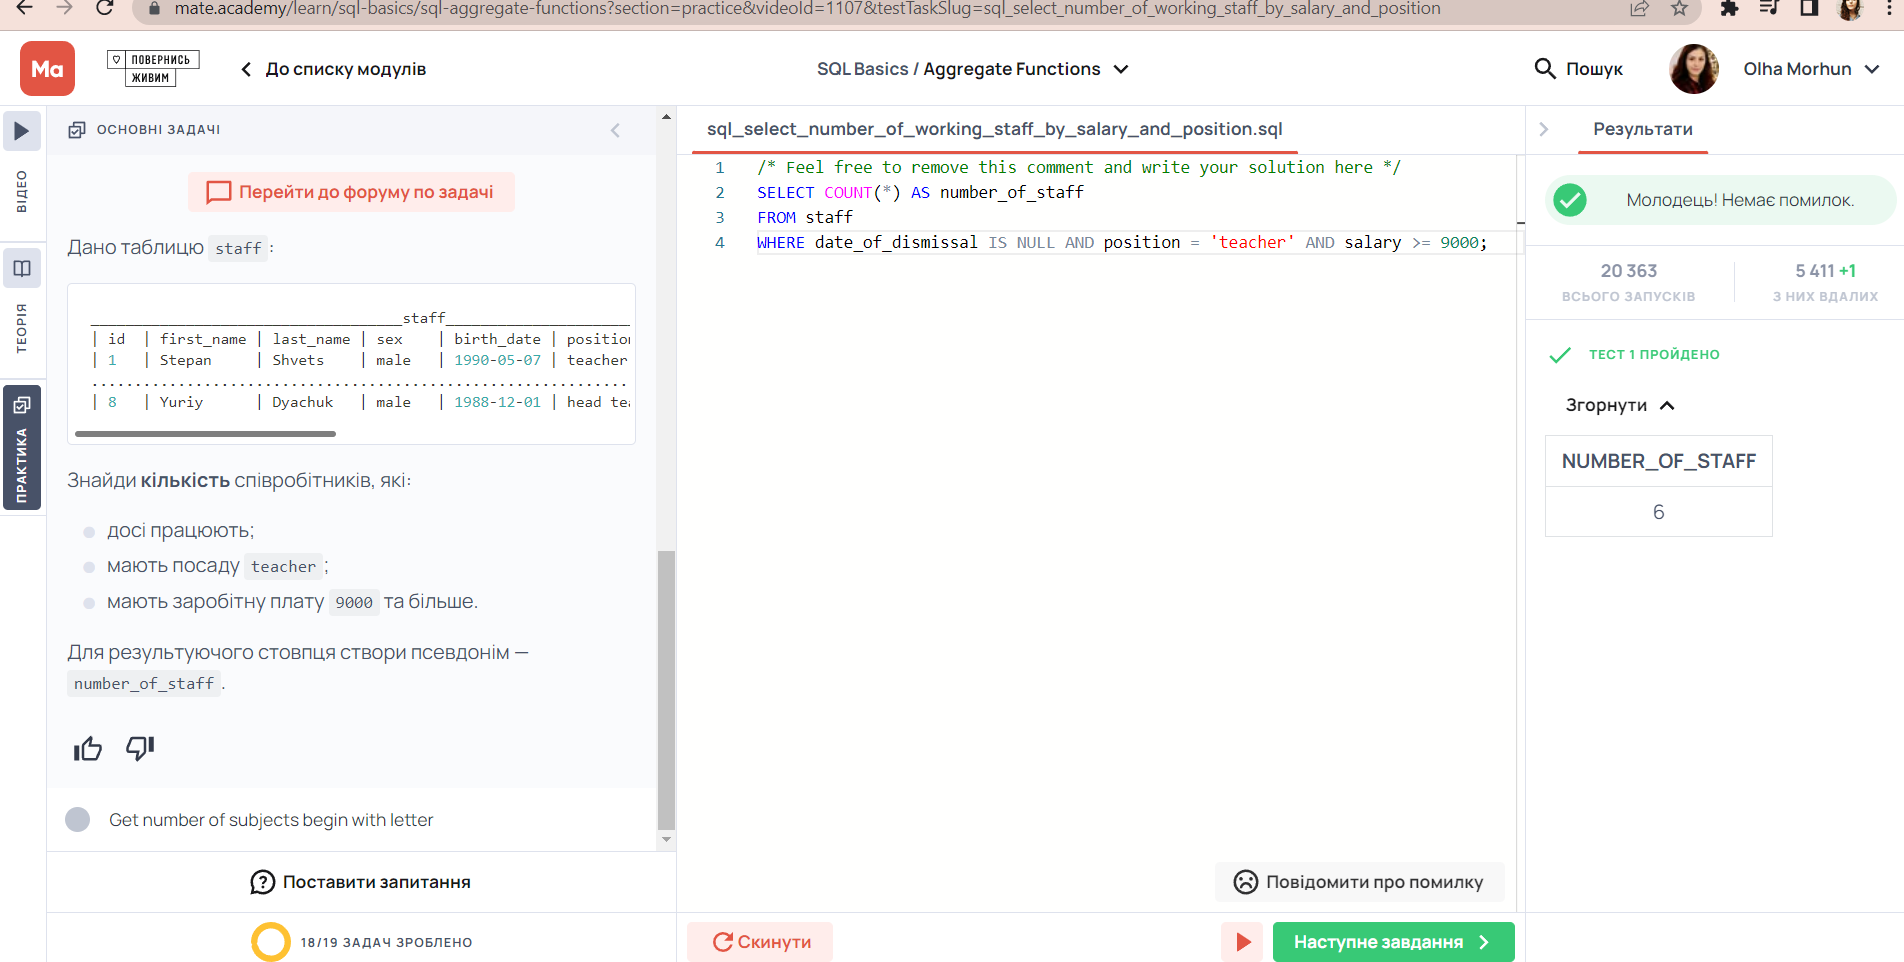 mate.academy/learn/sql-basics/sql-aggregate-functions?section=practice&videoId=1107&testTaskSlug=sql_select_number_of_working_staff_by_salary_and_position
Ma
ПОВЕРНИСЬ
ЖИВИМ
До списку модулів
SQL Basics / Aggregate Functions
Пошук
Olha Morhun
ВІДЕО
ТЕОРІЯ
ПРАКТИКА
ОСНОВНІ ЗАДАЧІ
Перейти до форуму по задачі
Дано таблицю staff :
____________________________________staff_____________________
| id | first_name | last_name | sex | birth_date | position
| 1 | Stepan | Shvets | male | 1990-05-07 | teacher
..............................................................
| 8 | Yuriy | Dyachuk | male | 1988-12-01 | head tea
Знайди кількість співробітників, які:
досі працюють;
мають посаду teacher ;
мають заробітну плату 9000 та більше.
Для результуючого стовпця створи псевдонім —
number_of_staff .
Get number of subjects begin with letter
Поставити запитання
18/19 ЗАДАЧ ЗРОБЛЕНО
sql_select_number_of_working_staff_by_salary_and_position.sql
1 /* Feel free to remove this comment and write your solution here */
2 SELECT COUNT(*) AS number_of_staff
3 FROM staff
4 WHERE date_of_dismissal IS NULL AND position = 'teacher' AND salary >= 9000;
Повідомити про помилку
Скинути
Наступне завдання
Результати
Молодець! Немає помилок.
20 363
ВСЬОГО ЗАПУСКІВ
5 411 +1
З НИХ ВДАЛИХ
ТЕСТ 1 ПРОЙДЕНО
Згорнути
NUMBER_OF_STAFF
6